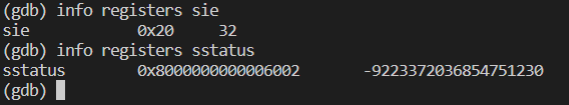 (gdb) info registers sie
sie            0x20     32
(gdb) info registers sstatus
sstatus        0x8000000000006002       -9223372036854751230
(gdb)